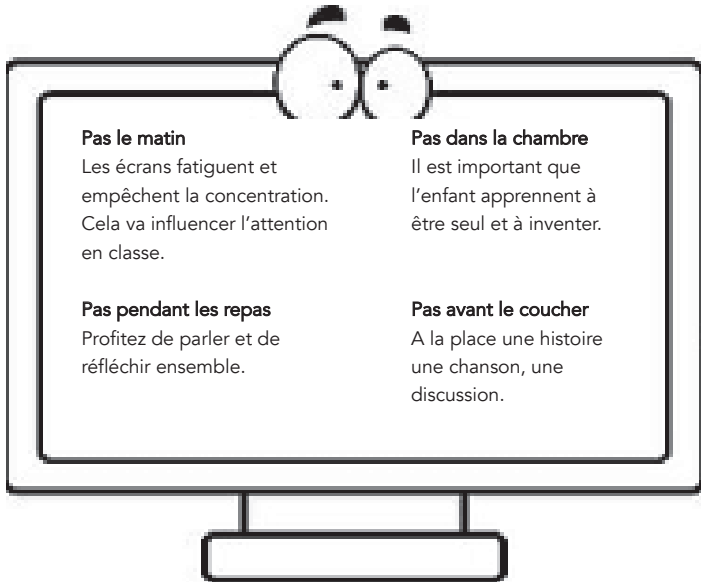 Pas le matin
Les écrans fatiguent et
empêchent la concentration.
Cela va influencer l’attention
en classe.
Pas dans la chambre
Il est important que
l’enfant apprennent à
être seul et à inventer.
Pas pendant les repas
Profitez de parler et de
réfléchir ensemble.
Pas avant le coucher
A la place une histoire
une chanson, une
discussion.